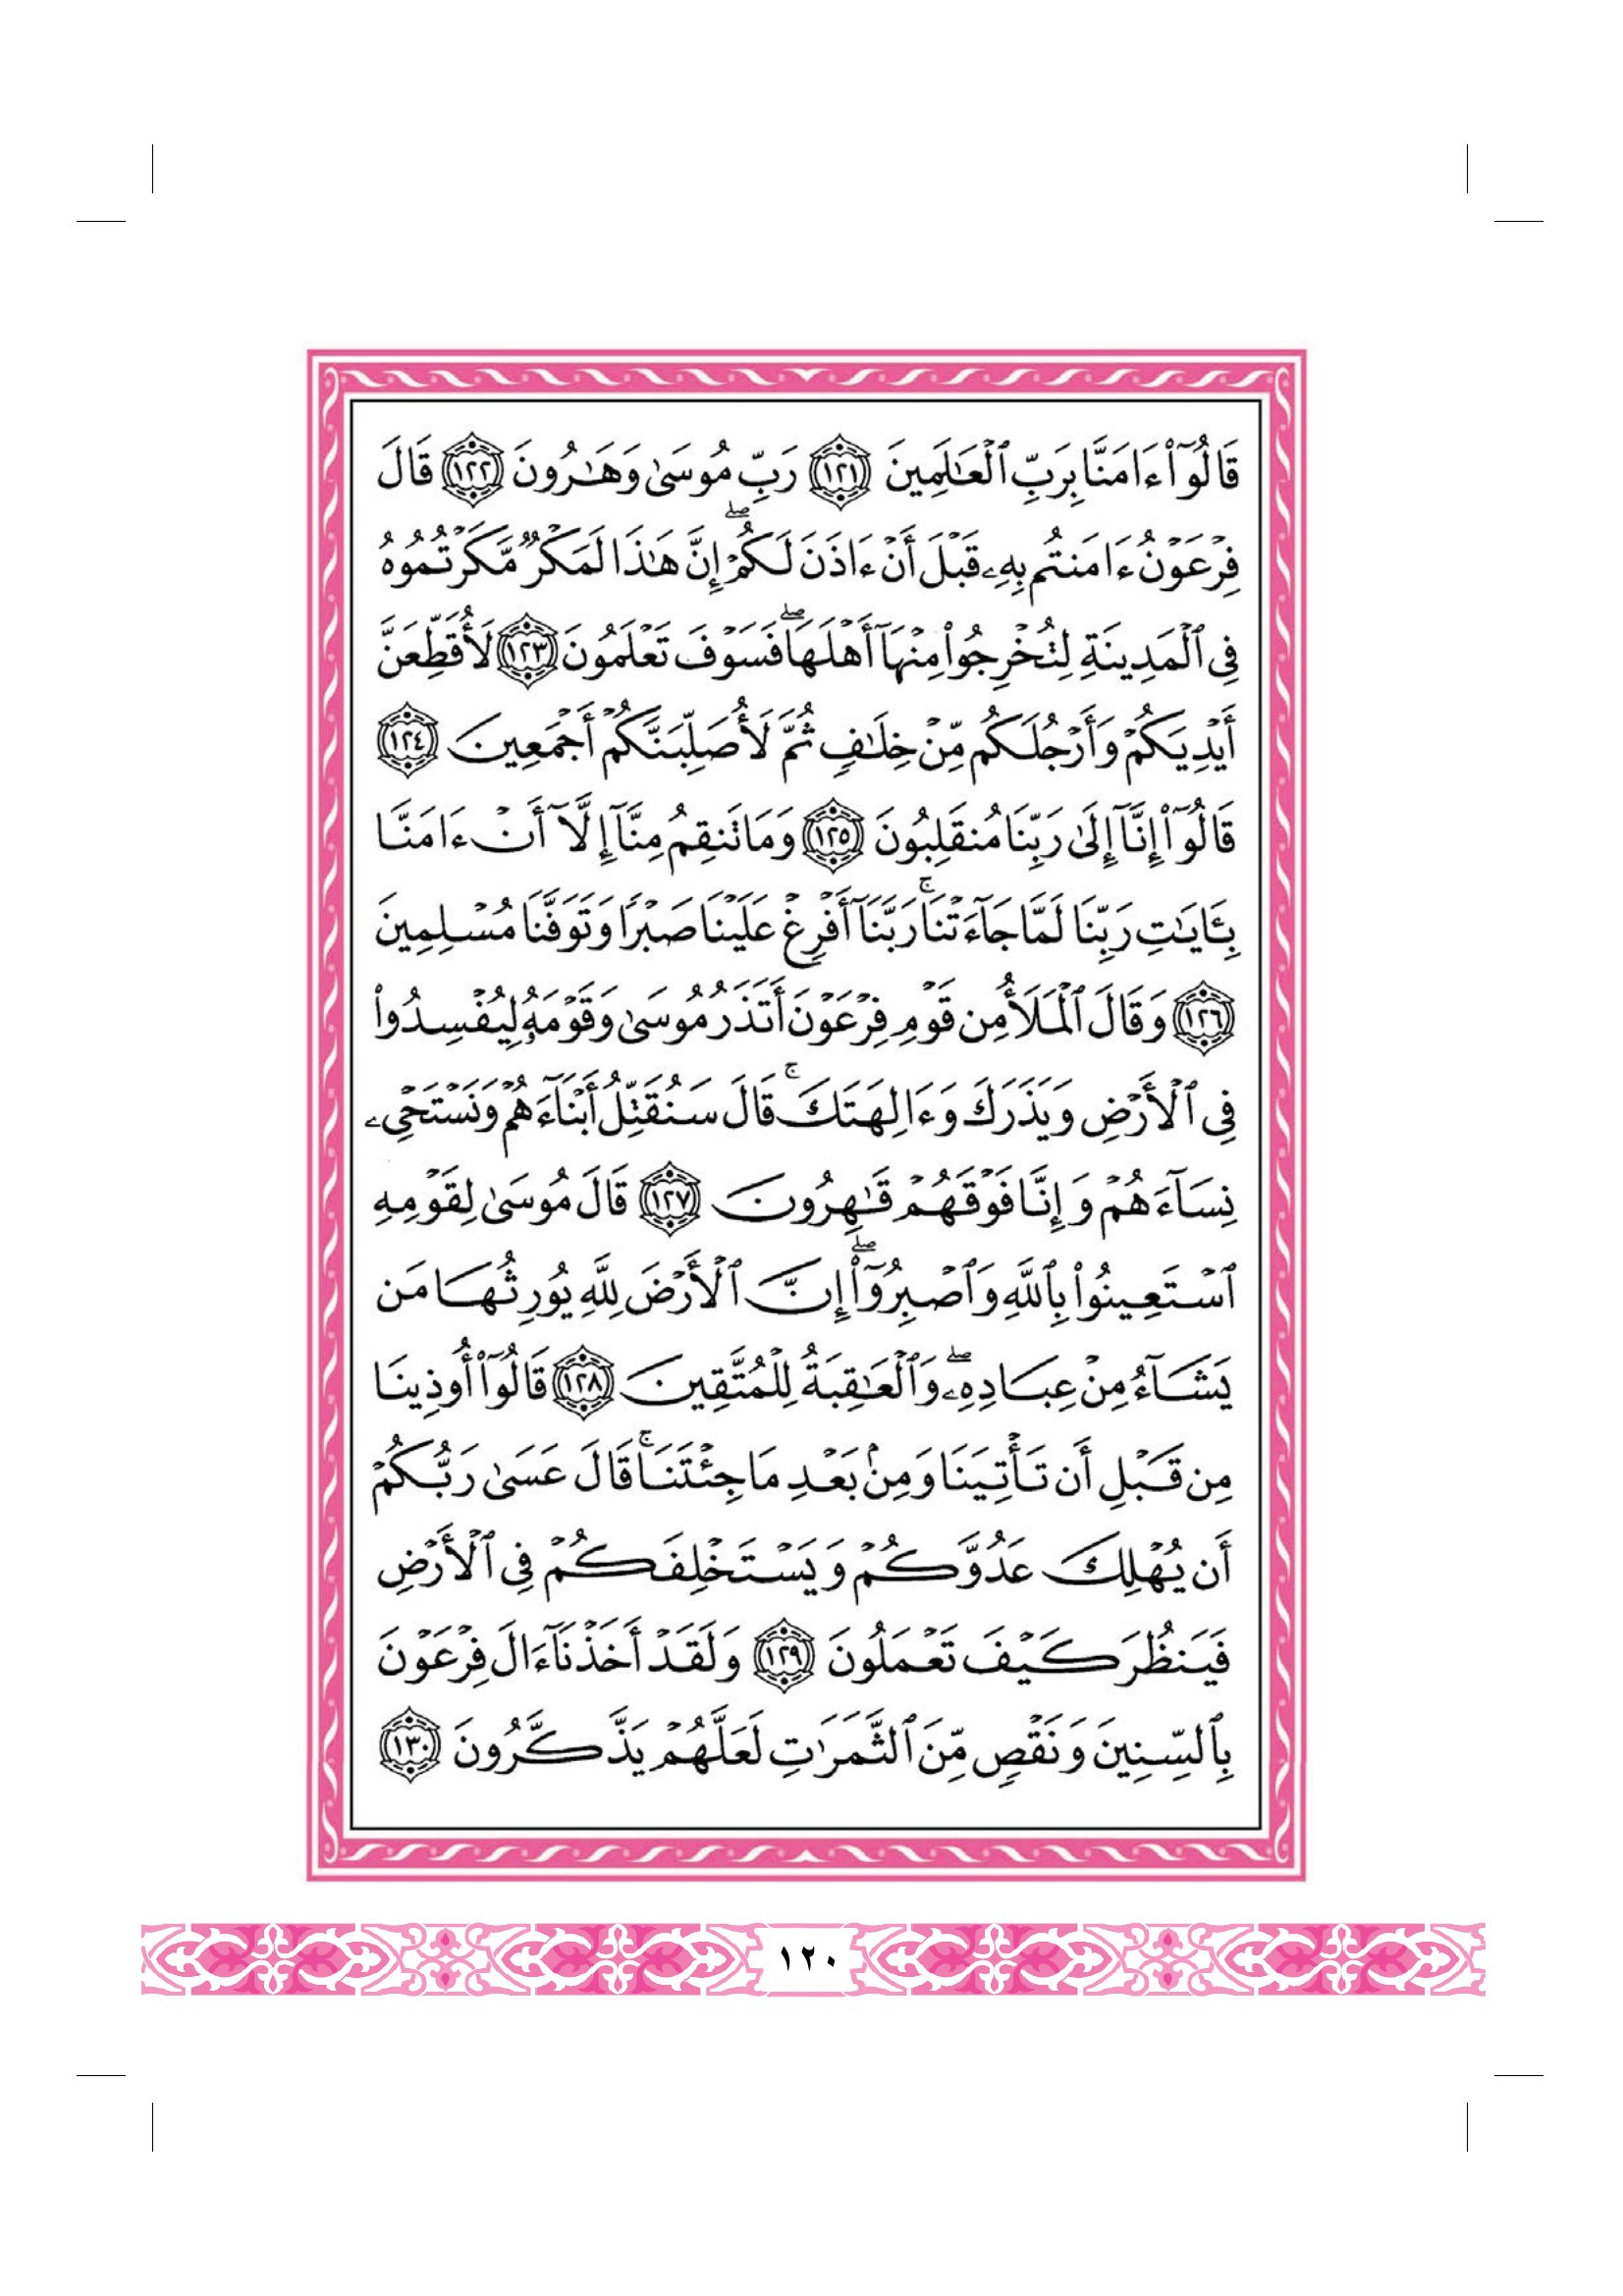 قَالُوٓا۟ ءَامَنَّا بِرَبِّ ٱلْعَـٰلَمِينَ ١٢١ رَبِّ مُوسَىٰ وَهَـٰرُونَ ١٢٢ قَالَ
فِرْعَوْنُ ءَامَنتُم بِهِۦ قَبْلَ أَنْ ءَاذَنَ لَكُمْ ۖ إِنَّ هَـٰذَا لَمَكْرٌ مَّكَرْتُمُوهُ
فِى ٱلْمَدِينَةِ لِتُخْرِجُوا۟ مِنْهَآ أَهْلَهَا ۖ فَسَوْفَ تَعْلَمُونَ ١٢٣ لَأُقَطِّعَنَّ
أَيْدِيَكُمْ وَأَرْجُلَكُم مِّنْ خِلَـٰفٍ ثُمَّ لَأُصَلِّبَنَّكُمْ أَجْمَعِينَ ١٢٤
قَالُوٓا۟ إِنَّآ إِلَىٰ رَبِّنَا مُنقَلِبُونَ ١٢٥ وَمَا تَنقِمُ مِنَّآ إِلَّآ أَنْ ءَامَنَّا
بِـَٔايَـٰتِ رَبِّنَا لَمَّا جَآءَتْنَا ۚ رَبَّنَآ أَفْرِغْ عَلَيْنَا صَبْرًا وَتَوَفَّنَا مُسْلِمِينَ
١٢٦ وَقَالَ ٱلْمَلَأُ مِن قَوْمِ فِرْعَوْنَ أَتَذَرُ مُوسَىٰ وَقَوْمَهُۥ لِيُفْسِدُوا۟
فِى ٱلْأَرْضِ وَيَذَرَكَ وَءَالِهَتَكَ ۚ قَالَ سَنُقَتِّلُ أَبْنَآءَهُمْ وَنَسْتَحْىِۦ
نِسَآءَهُمْ وَإِنَّا فَوْقَهُمْ قَـٰهِرُونَ ١٢٧ قَالَ مُوسَىٰ لِقَوْمِهِ
ٱسْتَعِينُوا۟ بِٱللَّهِ وَٱصْبِرُوٓا۟ ۖ إِنَّ ٱلْأَرْضَ لِلَّهِ يُورِثُهَا مَن
يَشَآءُ مِنْ عِبَادِهِۦ ۖ وَٱلْعَـٰقِبَةُ لِلْمُتَّقِينَ ١٢٨ قَالُوٓا۟ أُوذِينَا
مِن قَبْلِ أَن تَأْتِيَنَا وَمِنۢ بَعْدِ مَا جِئْتَنَا ۚ قَالَ عَسَىٰ رَبُّكُمْ
أَن يُهْلِكَ عَدُوَّكُمْ وَيَسْتَخْلِفَكُمْ فِى ٱلْأَرْضِ
فَيَنظُرَ كَيْفَ تَعْمَلُونَ ١٢٩ وَلَقَدْ أَخَذْنَآ ءَالَ فِرْعَوْنَ
بِٱلسِّنِينَ وَنَقْصٍ مِّنَ ٱلثَّمَرَٰتِ لَعَلَّهُمْ يَذَّكَّرُونَ ١٣٠
١٢٠